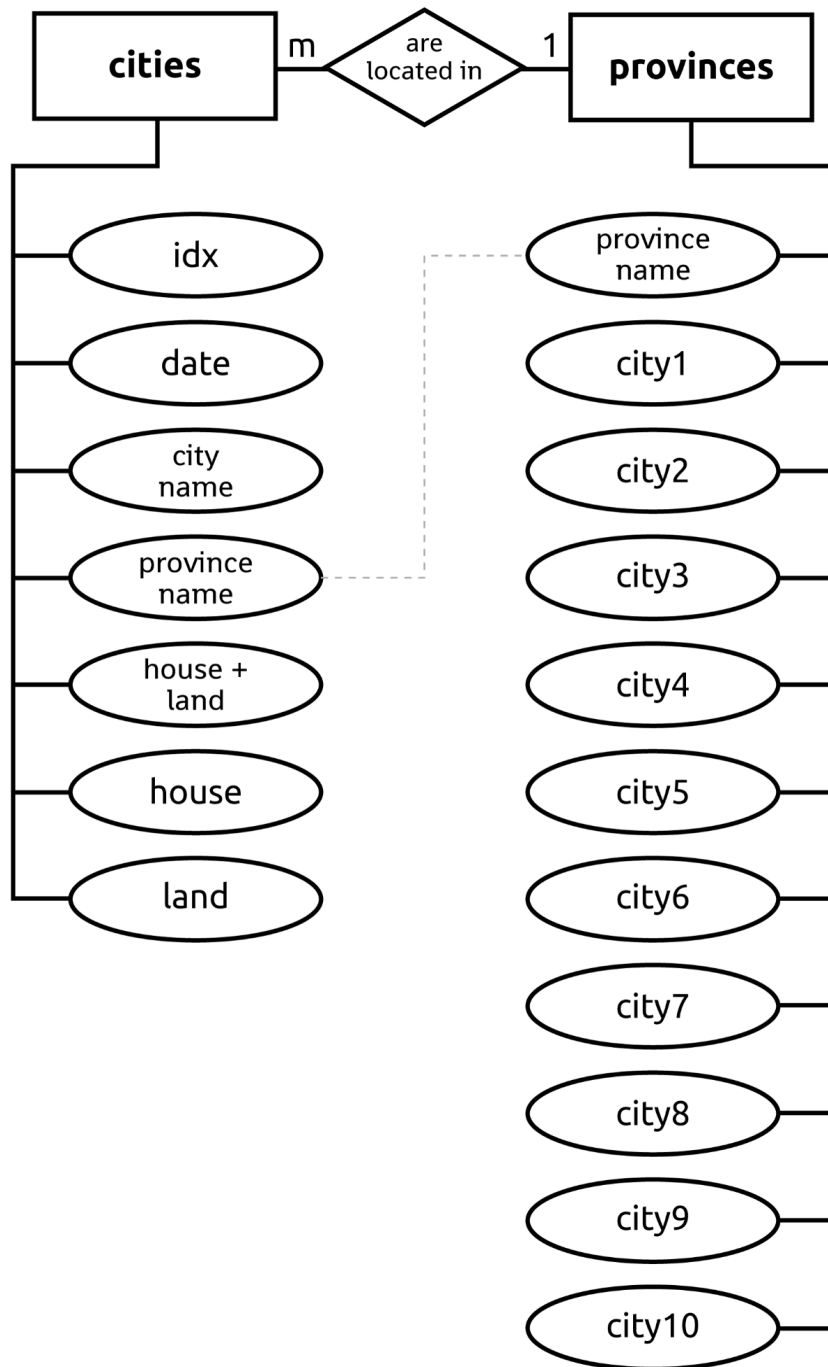 cities
m
are
located in
1
provinces
idx
date
city
name
province
name
house +
land
house
land
province
name
city1
city2
city3
city4
city5
city6
city7
city8
city9
city10